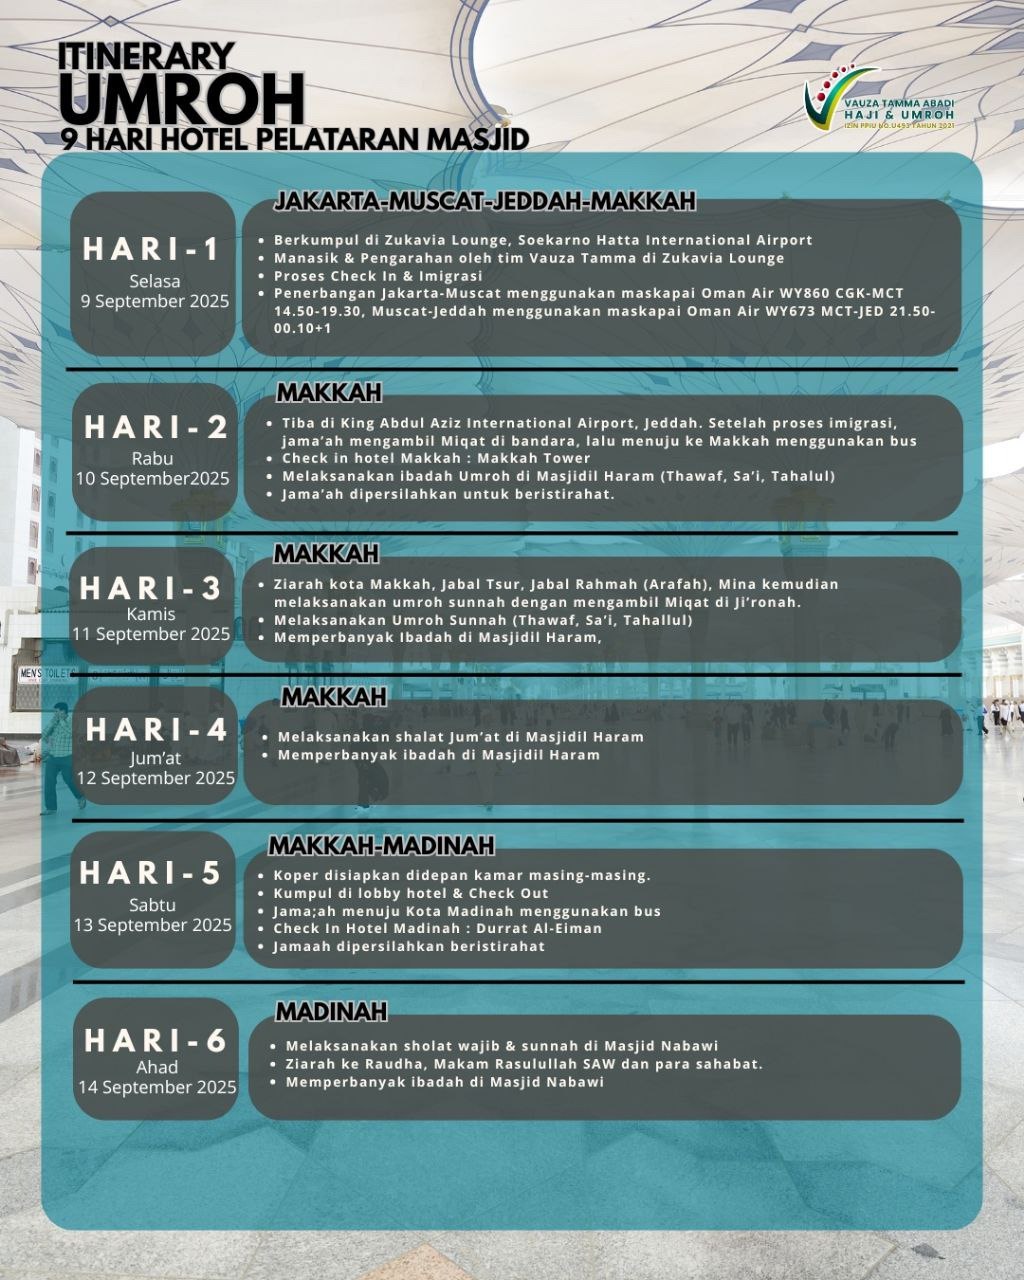 ITINERARY
UMROH
9 HARI HOTEL PELATARAN MASJID
VAUZA TAMMA ABADI
HAJI & UMROH
IZIN PPIU NO.U493 TAHUN 2021
JAKARTA-MUSCAT-JEDDAH-MAKKAH
HARI-1
Selasa
9 September 2025
• Berkumpul di Zukavia Lounge, Soekarno Hatta International Airport
• Manasik & Pengarahan oleh tim Vauza Tamma di Zukavia Lounge
• Proses Check In & Imigrasi
• Penerbangan Jakarta-Muscat menggunakan maskapai Oman Air WY860 CGK-MCT
14.50-19.30, Muscat-Jeddah menggunakan maskapai Oman Air WY673 MCT-JED 21.50-
00.10+1
MAKKAH
HARI-2
Rabu
10 September2025
• Tiba di King Abdul Aziz International Airport, Jeddah. Setelah proses imigrasi,
jama’ah mengambil Miqat di bandara, lalu menuju ke Makkah menggunakan bus
• Check in hotel Makkah : Makkah Tower
• Melaksanakan ibadah Umroh di Masjidil Haram (Thawaf, Sa’i, Tahalul)
• Jama’ah dipersilahkan untuk beristirahat.
MAKKAH
HARI-3
Kamis
11 September 2025
• Ziarah kota Makkah, Jabal Tsur, Jabal Rahmah (Arafah), Mina kemudian
melaksanakan umroh sunnah dengan mengambil Miqat di Ji’ronah.
• Melaksanakan Umroh Sunnah (Thawaf, Sa’i, Tahallul)
• Memperbanyak Ibadah di Masjidil Haram,
MEN'S TOILETS
MAKKAH
HARI-4
Jum’at
12 September 2025
• Melaksanakan shalat Jum’at di Masjidil Haram
• Memperbanyak ibadah di Masjidil Haram
MAKKAH-MADINAH
HARI-5
Sabtu
13 September 2025
• Koper disiapkan didepan kamar masing-masing.
• Kumpul di lobby hotel & Check Out
• Jama;ah menuju Kota Madinah menggunakan bus
• Check In Hotel Madinah : Durrat Al-Eiman
• Jamaah dipersilahkan beristirahat
MADINAH
HARI-6
Ahad
14 September 2025
• Melaksanakan sholat wajib & sunnah di Masjid Nabawi
• Ziarah ke Raudha, Makam Rasulullah SAW dan para sahabat.
• Memperbanyak ibadah di Masjid Nabawi